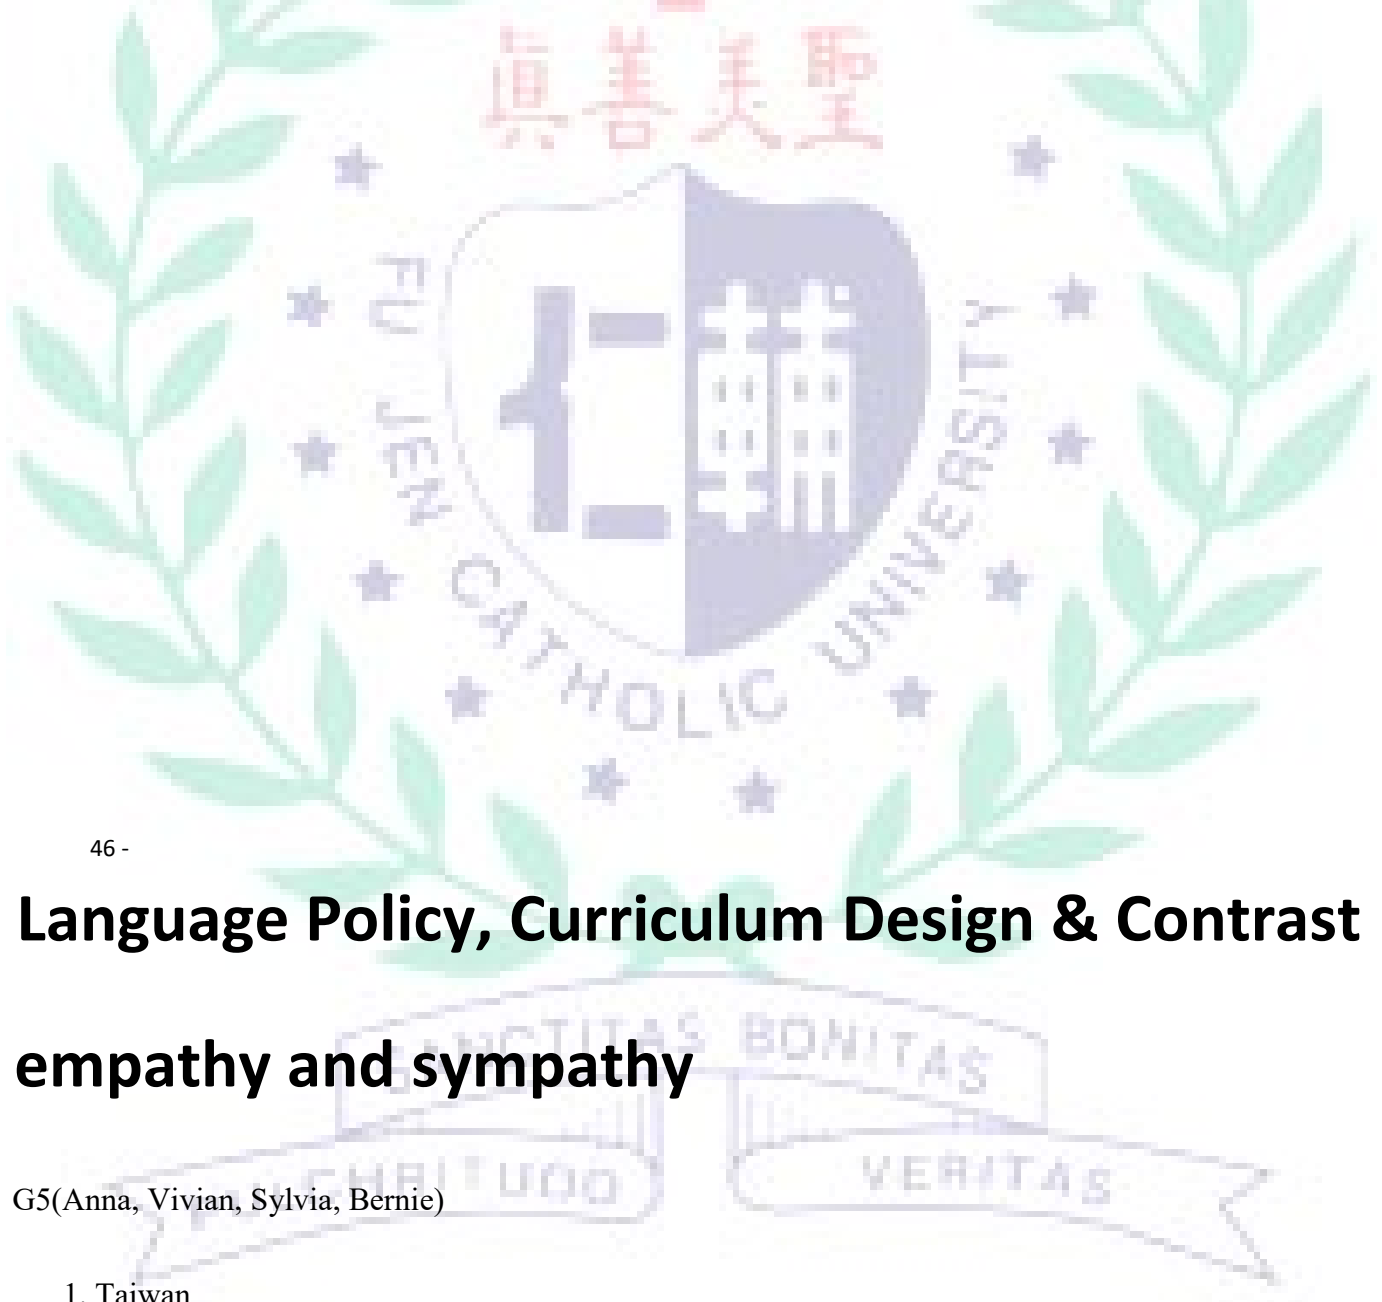 真善美聖
FU JEN CATHOLIC UNIVERSITY
仁
46 -
Language Policy, Curriculum Design & Contrast
empathy and sympathy
SANCTITAS BONITAS
PULCHRITUDO VERITAS
G5(Anna, Vivian, Sylvia, Bernie)
1. Taiwan